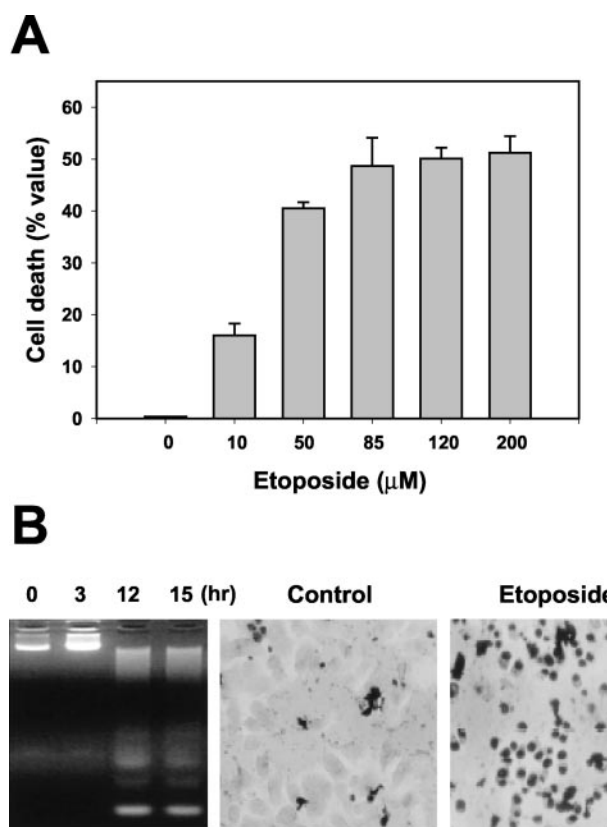 A
Cell death (% value)
60
50
40
30
20
10
0
0 10 50 85 120 200
Etoposide (μM)
B
0 3 12 15 (hr) Control Etoposide